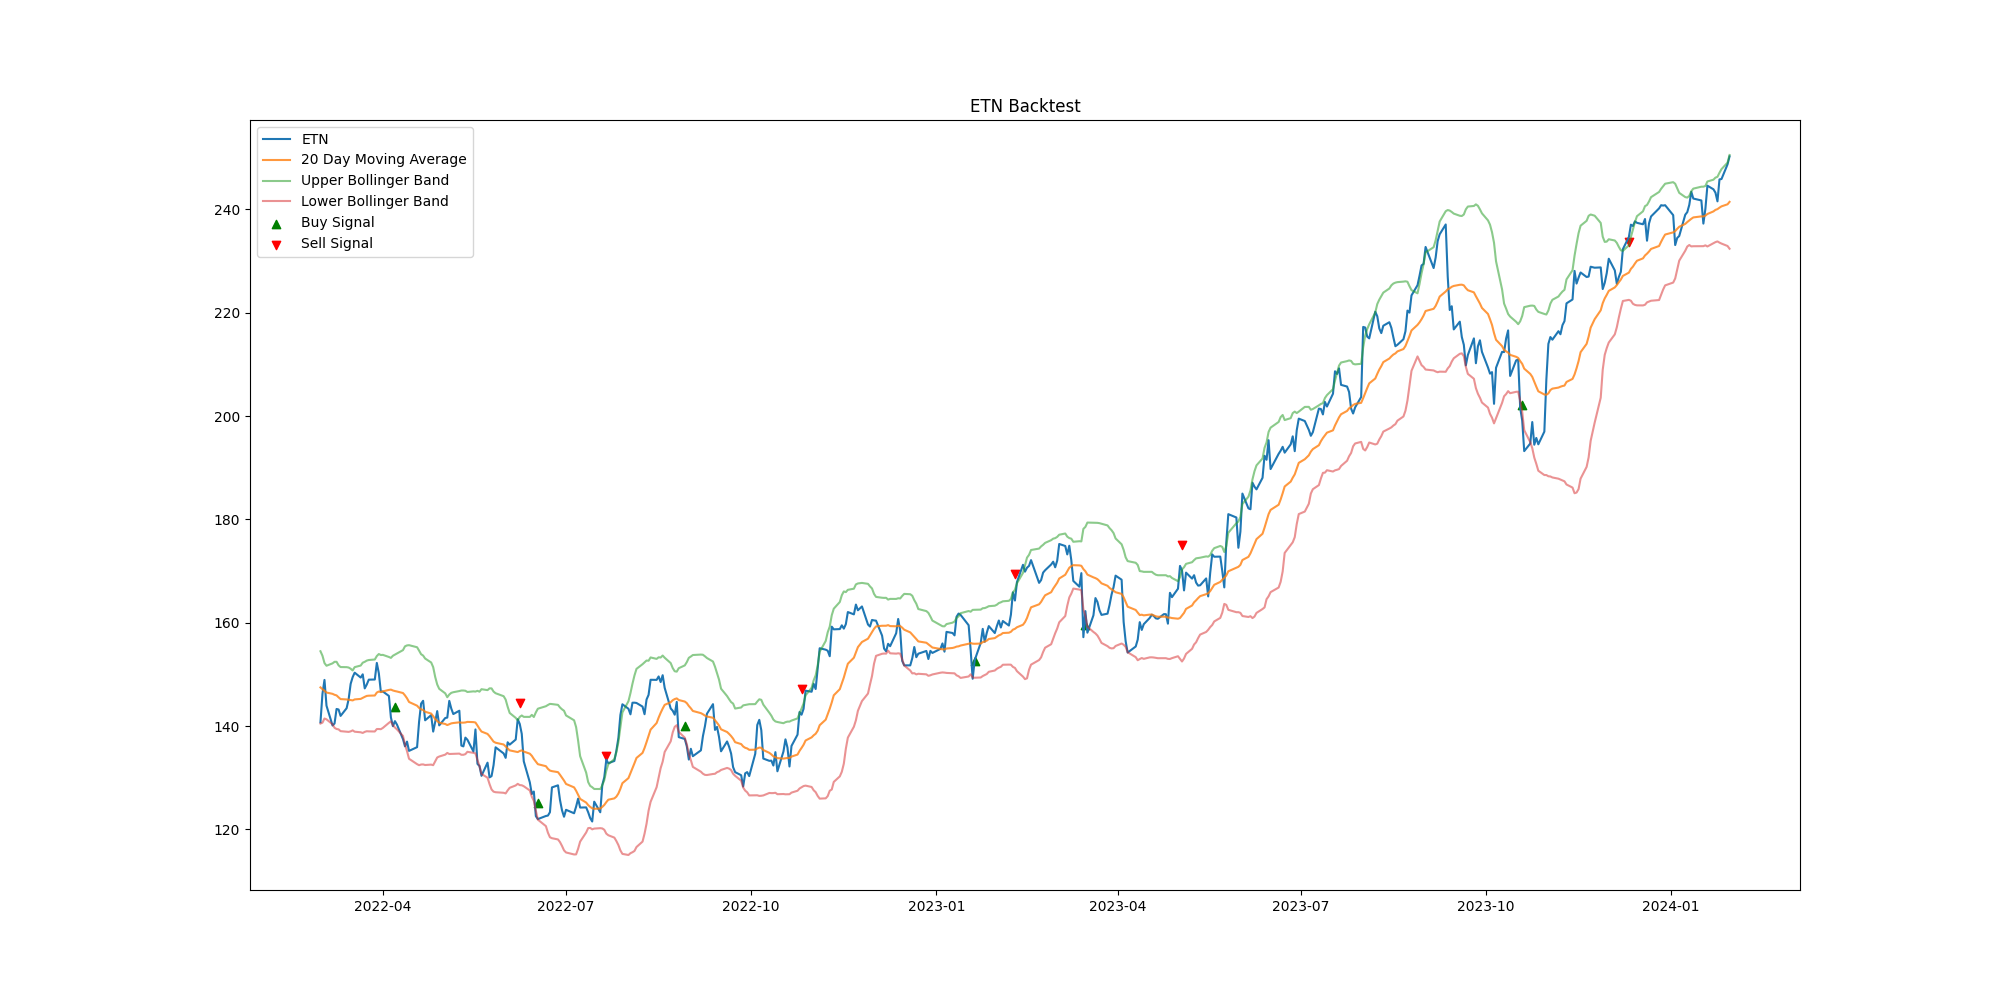 ETN Backtest
ETN
20 Day Moving Average
Upper Bollinger Band
Lower Bollinger Band
Buy Signal
Sell Signal
240
220
200
180
160
140
120
2022-04
2022-07
2022-10
2023-01
2023-04
2023-07
2023-10
2024-01